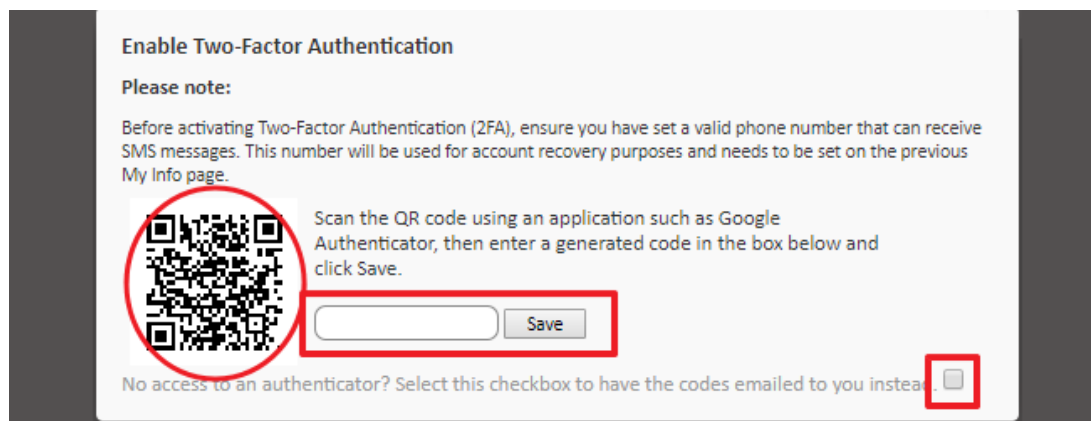 Enable Two-Factor Authentication
Please note:
Before activating Two-Factor Authentication (2FA), ensure you have set a valid phone number that can receive
SMS messages. This number will be used for account recovery purposes and needs to be set on the previous
My Info page.
Scan the QR code using an application such as Google
Authenticator, then enter a generated code in the box below and
click Save.
Save
No access to an authenticator? Select this checkbox to have the codes emailed to you instead.